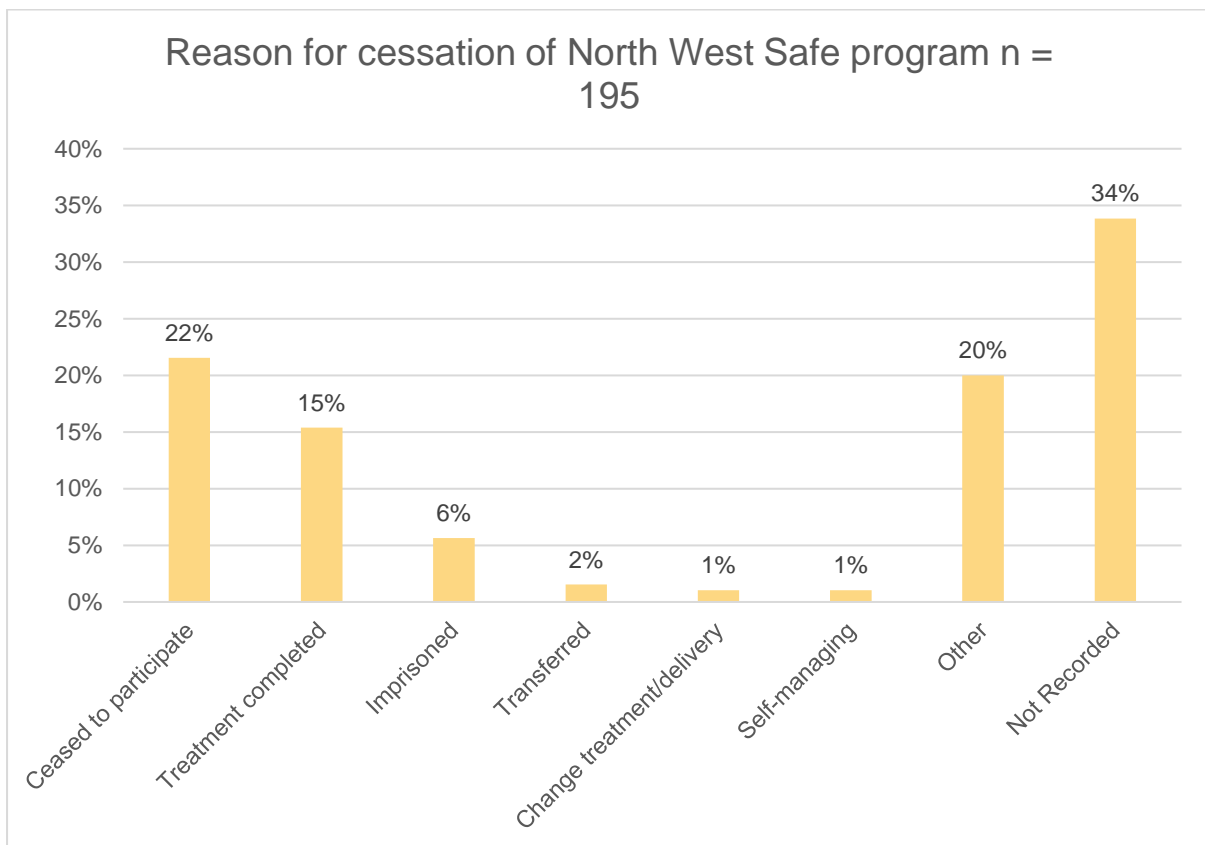 Reason for cessation of North West Safe program n =
195
40%
35%
30%
25%
20%
15%
10%
5%
0%
22%
15%
6%
2%
1%
1%
20%
34%
Ceased to participate
Treatment completed
Imprisoned
Transferred
Change treatment/delivery
Self-managing
Other
Not Recorded